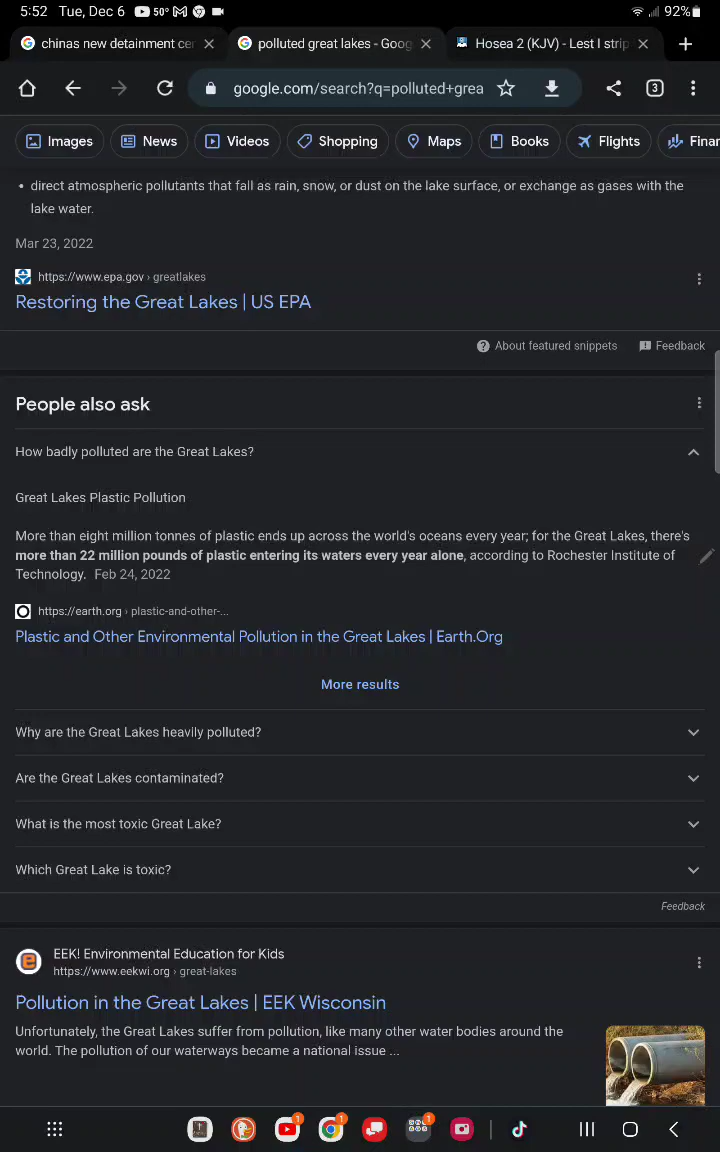 5:52 Tue, Dec 6 50° 92%
chinas new detainment cer
polluted great lakes - Goog
Hosea 2 (KJV) - Lest I strip
google.com/search?q=polluted+grea
3
Images
News
Videos
Shopping
Maps
Books
Flights
Finan
• direct atmospheric pollutants that fall as rain, snow, or dust on the lake surface, or exchange as gases with the
lake water.
Mar 23, 2022
https://www.epa.gov › greatlakes
Restoring the Great Lakes | US EPA
About featured snippets
Feedback
People also ask
How badly polluted are the Great Lakes?
Great Lakes Plastic Pollution
More than eight million tonnes of plastic ends up across the world's oceans every year; for the Great Lakes, there's
more than 22 million pounds of plastic entering its waters every year alone, according to Rochester Institute of
Technology. Feb 24, 2022
https://earth.org › plastic-and-other-...
Plastic and Other Environmental Pollution in the Great Lakes | Earth.Org
More results
Why are the Great Lakes heavily polluted?
Are the Great Lakes contaminated?
What is the most toxic Great Lake?
Which Great Lake is toxic?
Feedback
EEK! Environmental Education for Kids
https://www.eekwi.org › great-lakes
Pollution in the Great Lakes | EEK Wisconsin
Unfortunately, the Great Lakes suffer from pollution, like many other water bodies around the
world. The pollution of our waterways became a national issue ...
1
1
1